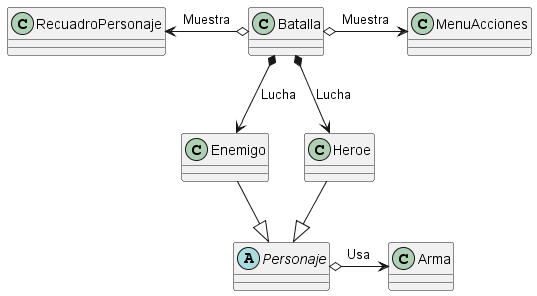 C RecuadroPersonaje
Muestra
C Batalla
Muestra
C MenuAcciones
Lucha
Lucha
C Enemigo
C Heroe
A Personaje
Usa
C Arma